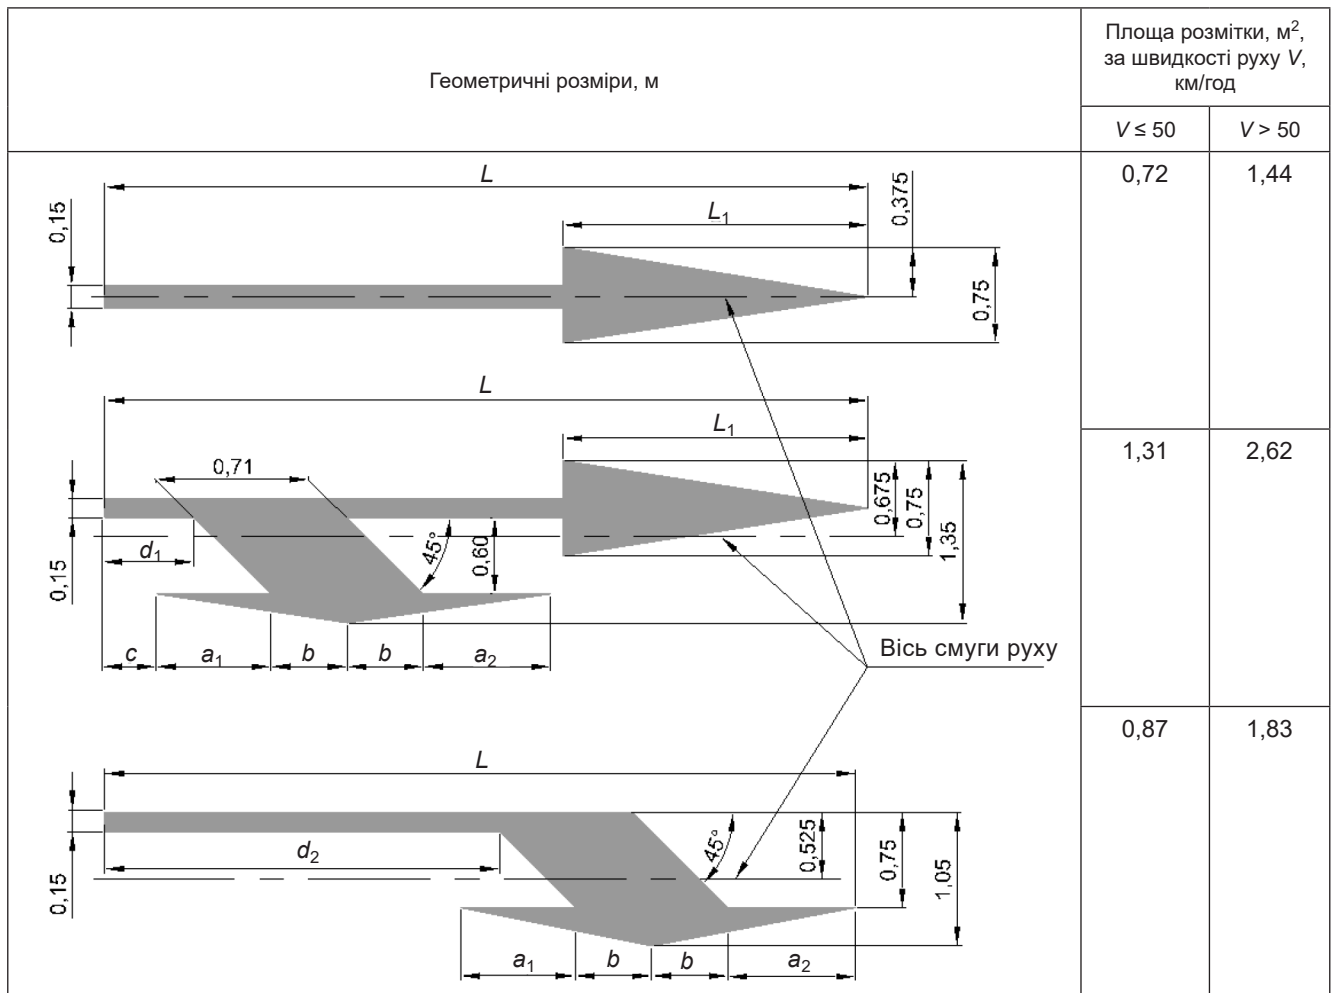 Геометричні розміри, м
Площа розмітки, м²,
за швидкості руху V,
км/год
V ≤ 50
V > 50
0,72
1,44
L
0,375
0,15
L₁
0,75
L
1,31
2,62
L₁
0,71
0,675
0,75
1,35
45°
0,60
d₁
0,15
Вісь смуги руху
c
a₁
b
b
a₂
0,87
1,83
L
45°
0,525
0,75
1,05
d₂
0,15
a₁
b
b
a₂